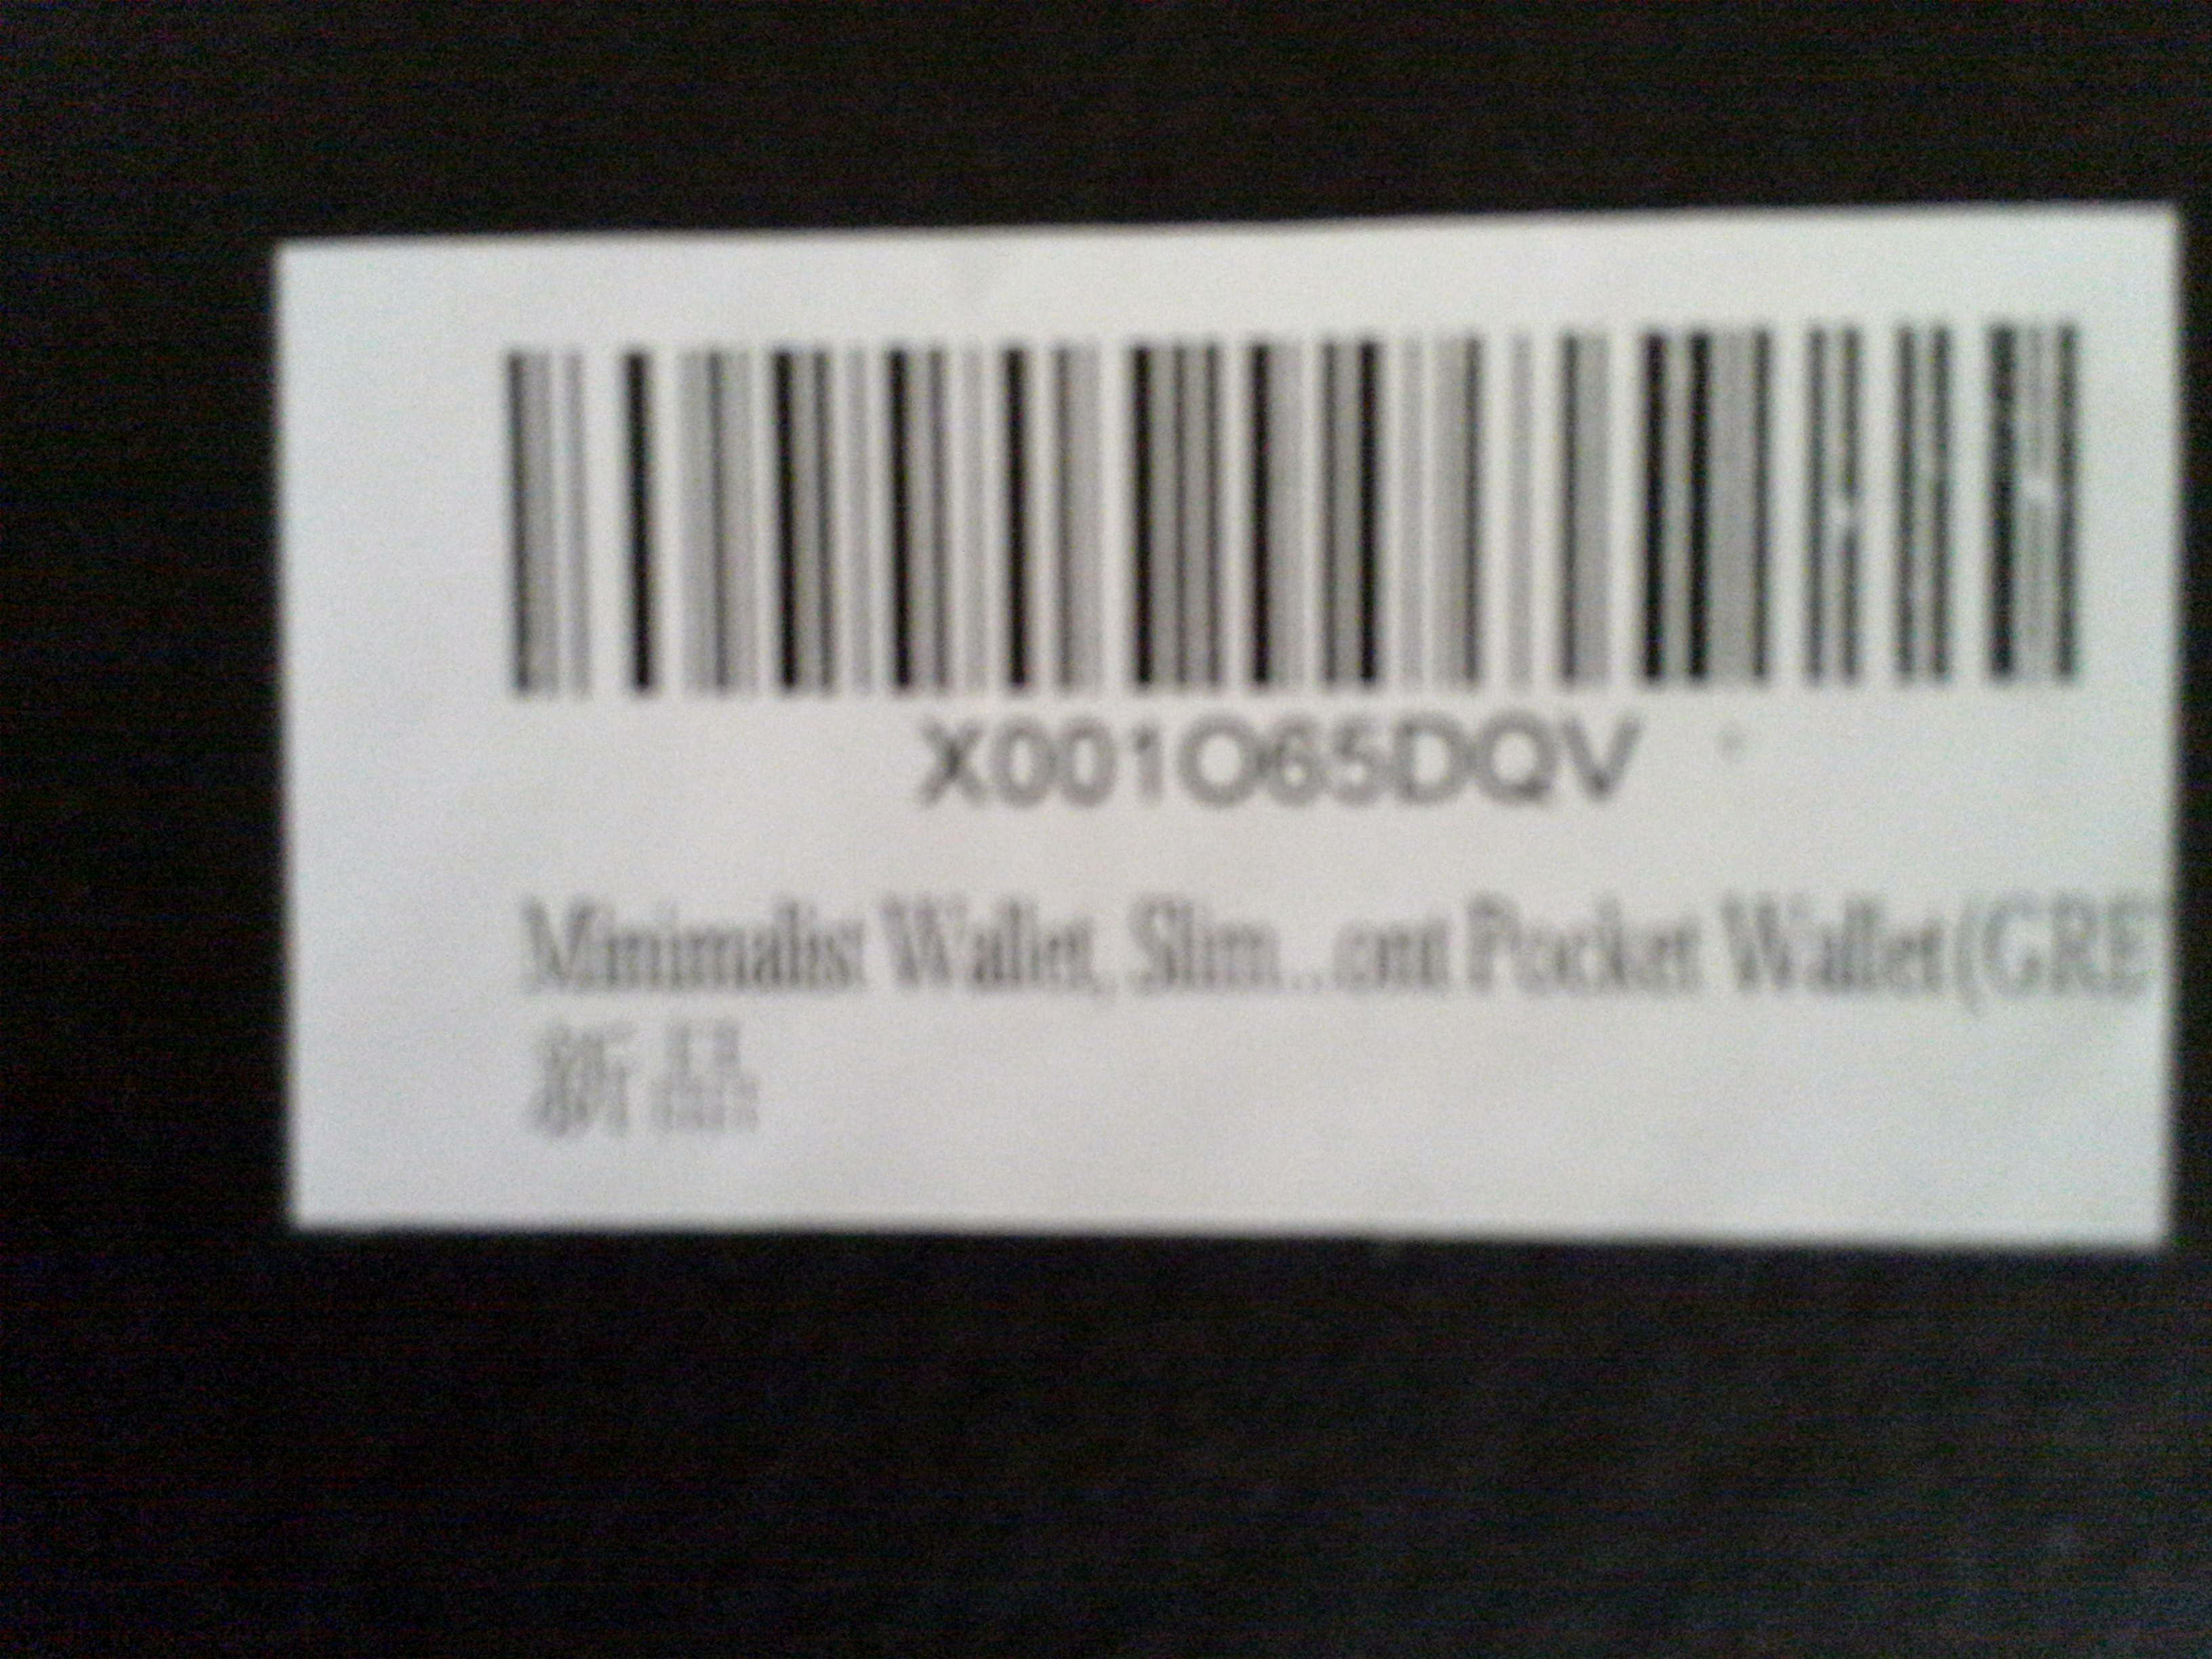 X001O65DQV
Minimalist Wallet, Slim...ont Pocket Wallet (GRE
新品